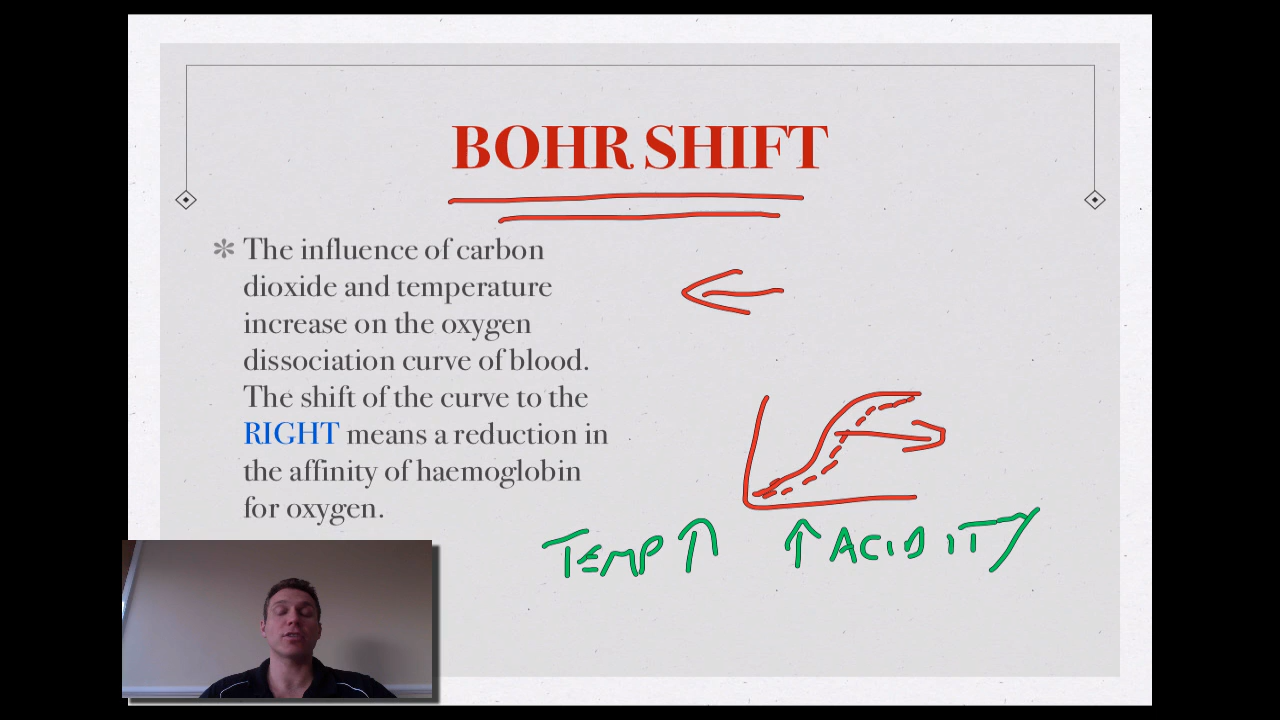 BOHR SHIFT
The influence of carbon
dioxide and temperature
increase on the oxygen
dissociation curve of blood.
The shift of the curve to the
RIGHT means a reduction in
the affinity of haemoglobin
for oxygen.
TEMP ↑ ↑ ACIDITY